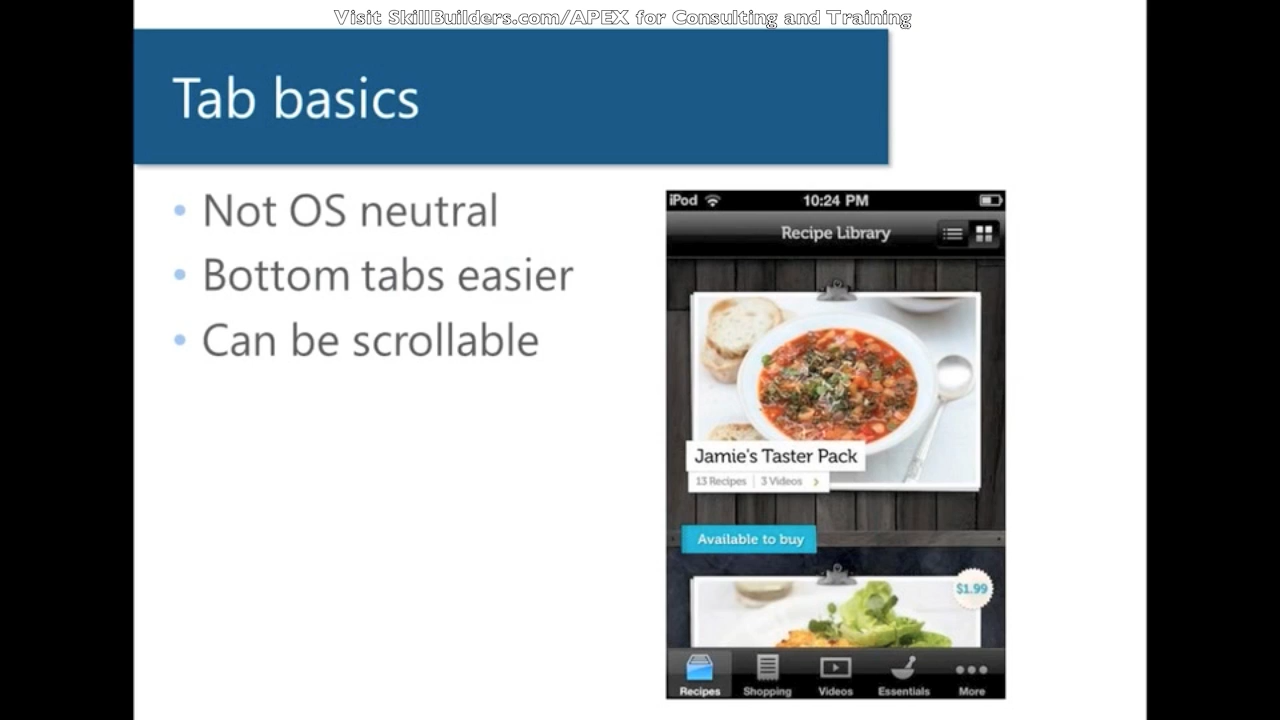 Visit SkillBuilders.com/APEX for Consulting and Training
Tab basics
• Not OS neutral
• Bottom tabs easier
• Can be scrollable
iPod 10:24 PM
Recipe Library
Jamie's Taster Pack
13 Recipes | 3 Videos >
Available to buy
$1.99
Recipes Shopping Videos Essentials More